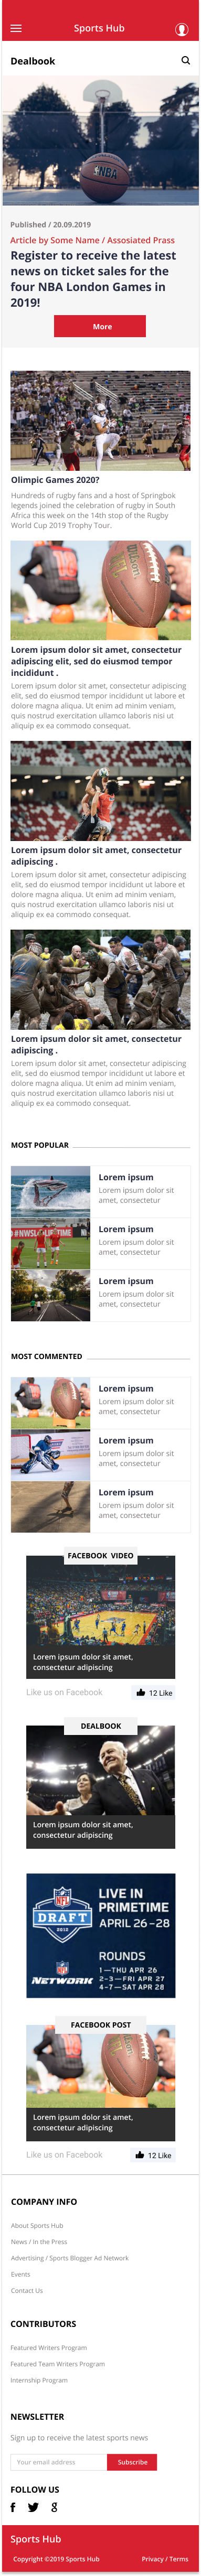 Sports Hub
Dealbook
Published / 20.09.2019
Article by Some Name / Assosiated Prass
Register to receive the latest
news on ticket sales for the
four NBA London Games in
2019!
More
Olimpic Games 2020?
Hundreds of rugby fans and a host of Springbok
legends joined the celebration of rugby in South
Africa this week on the 14th stop of the Rugby
World Cup 2019 Trophy Tour.
Lorem ipsum dolor sit amet, consectetur
adipiscing elit, sed do eiusmod tempor
incididunt .
Lorem ipsum dolor sit amet, consectetur adipiscing
elit, sed do eiusmod tempor incididunt ut labore et
dolore magna aliqua. Ut enim ad minim veniam,
quis nostrud exercitation ullamco laboris nisi ut
aliquip ex ea commodo consequat.
Lorem ipsum dolor sit amet, consectetur
adipiscing .
Lorem ipsum dolor sit amet, consectetur adipiscing
elit, sed do eiusmod tempor incididunt ut labore et
dolore magna aliqua. Ut enim ad minim veniam,
quis nostrud exercitation ullamco laboris nisi ut
aliquip ex ea commodo consequat.
Lorem ipsum dolor sit amet, consectetur
adipiscing .
Lorem ipsum dolor sit amet, consectetur adipiscing
elit, sed do eiusmod tempor incididunt ut labore et
dolore magna aliqua. Ut enim ad minim veniam,
quis nostrud exercitation ullamco laboris nisi ut
aliquip ex ea commodo consequat.
MOST POPULAR
Lorem ipsum
Lorem ipsum dolor sit
amet, consectetur
Lorem ipsum
Lorem ipsum dolor sit
amet, consectetur
Lorem ipsum
Lorem ipsum dolor sit
amet, consectetur
MOST COMMENTED
Lorem ipsum
Lorem ipsum dolor sit
amet, consectetur
Lorem ipsum
Lorem ipsum dolor sit
amet, consectetur
Lorem ipsum
Lorem ipsum dolor sit
amet, consectetur
FACEBOOK VIDEO
Lorem ipsum dolor sit amet,
consectetur adipiscing
Like us on Facebook
12 Like
DEALBOOK
Lorem ipsum dolor sit amet,
consectetur adipiscing
NFL
DRAFT
2012
NFL
NETWORK
LIVE IN
PRIMETIME
APRIL 26-28
ROUNDS
1—THU APR 26
2-3—FRI APR 27
4-7—SAT APR 28
FACEBOOK POST
Lorem ipsum dolor sit amet,
consectetur adipiscing
Like us on Facebook
12 Like
COMPANY INFO
About Sports Hub
News / In the Press
Advertising / Sports Blogger Ad Network
Events
Contact Us
CONTRIBUTORS
Featured Writers Program
Featured Team Writers Program
Internship Program
NEWSLETTER
Sign up to receive the latest sports news
Your email address
Subscribe
FOLLOW US
Sports Hub
Copyright ©2019 Sports Hub
Privacy / Terms